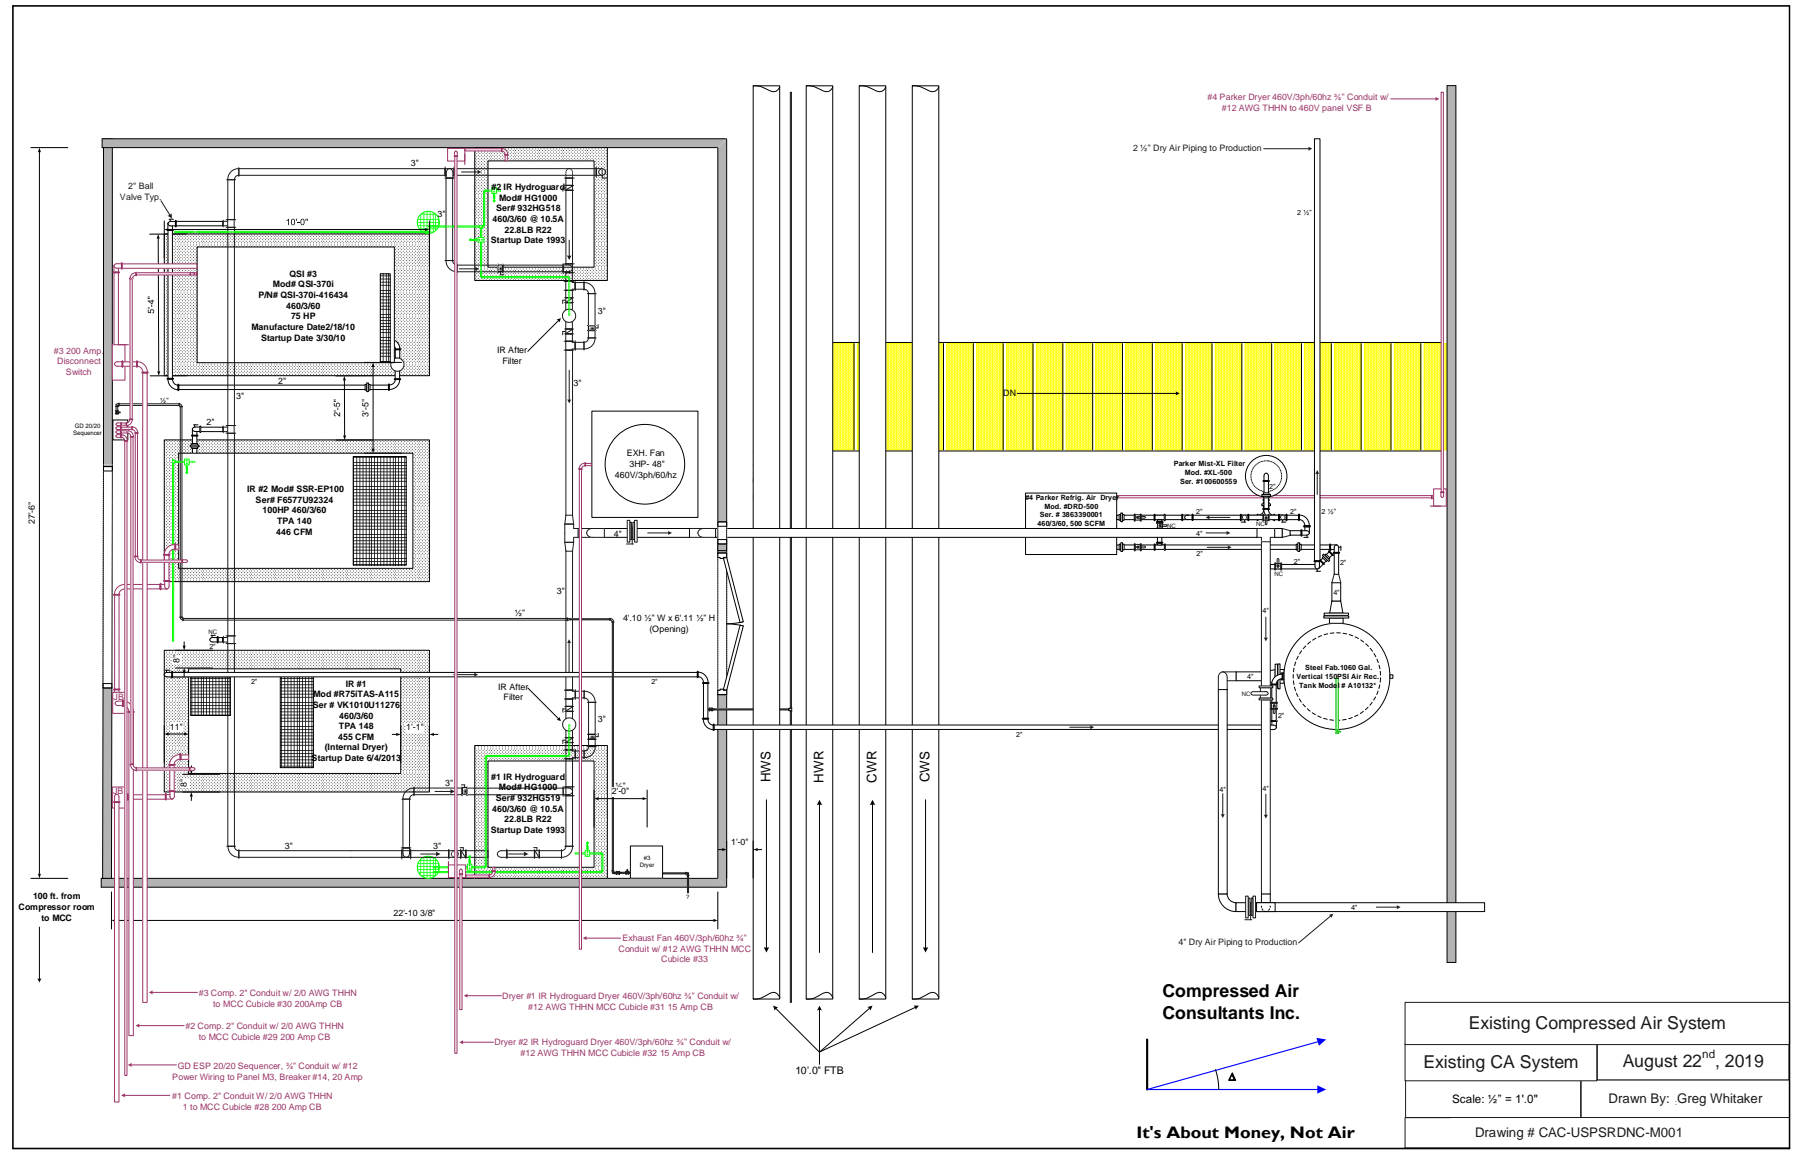 #4 Parker Dryer 460V/3ph/60hz ¾" Conduit w/
#12 AWG THHN to 460V panel VSF B
2 ½" Dry Air Piping to Production
2 ½"
3"
2" Ball
Valve Typ.
10'-0"
3"
#2 IR Hydroguard
Mod# HG1000
Ser# 932HG518
460/3/60 @ 10.5A
22.8LB R22
Startup Date 1993
QSI #3
Mod# QSI-370i
P/N# QSI-370i-416434
460/3/60
75 HP
Manufacture Date2/18/10
Startup Date 3/30/10
5'-4"
3"
IR After
Filter
#3 200 Amp.
Disconnect
Switch
2"
3"
3"
½"
2'-5"
3'-5"
2"
GD 20/20
Sequencer
DN
EXH. Fan
3HP- 48"
460V/3ph/60/hz
27'-6"
IR #2 Mod# SSR-EP100
Ser# F6577U92324
100HP 460/3/60
TPA 140
446 CFM
4"
Parker Mist-XL Filter
Mod. #XL-500
Ser. #100600559
2"
#4 Parker Refrig. Air Dryer
Mod. #DRD-500
Ser. # 3863390001
460/3/60, 500 SCFM
2"
2"
2"
2 ½"
NC
NC
4"
2"
2"
2"
NC
4"
3"
½"
4'.10 ½" W x 6'.11 ½" H
(Opening)
4"
NC
2"
8"
2"
2"
IR #1
Mod #R75iTAS-A115
Ser # VK1010U11276
460/3/60
TPA 148
455 CFM
(Internal Dryer)
Startup Date 6/4/2013
11"
1'-1"
8"
JB
JB
IR After
Filter
3"
Steel Fab.1060 Gal.
Vertical 150PSI Air Rec.
Tank Model # A10132"
4"
NC
2"
2"
HWS
HWR
CWR
CWS
3"
#1 IR Hydroguard
Mod# HG1000
Ser# 932HG519
460/3/60 @ 10.5A
22.8LB R22
Startup Date 1993
½"
2'-0"
4"
4"
3"
3"
1'-0"
#3
Dryer
?
100 ft. from
Compressor room
to MCC
22'-10 3/8"
4"
4" Dry Air Piping to Production
Exhaust Fan 460V/3ph/60hz ¾"
Conduit w/ #12 AWG THHN MCC
Cubicle #33
#3 Comp. 2" Conduit w/ 2/0 AWG THHN
to MCC Cubicle #30 200Amp CB
Dryer #1 IR Hydroguard Dryer 460V/3ph/60hz ¾" Conduit w/
#12 AWG THHN MCC Cubicle #31 15 Amp CB
#2 Comp. 2" Conduit w/ 2/0 AWG THHN
to MCC Cubicle #29 200 Amp CB
Dryer #2 IR Hydroguard Dryer 460V/3ph/60hz ¾" Conduit w/
#12 AWG THHN MCC Cubicle #32 15 Amp CB
GD ESP 20/20 Sequencer, ¾" Conduit w/ #12
Power Wiring to Panel M3, Breaker #14, 20 Amp
#1 Comp. 2" Conduit W/ 2/0 AWG THHN
1 to MCC Cubicle #28 200 Amp CB
10'.0" FTB
Compressed Air
Consultants Inc.
Δ
It's About Money, Not Air
Existing Compressed Air System
Existing CA System
August 22nd, 2019
Scale: ½" = 1'.0"
Drawn By: Greg Whitaker
Drawing # CAC-USPSRDNC-M001